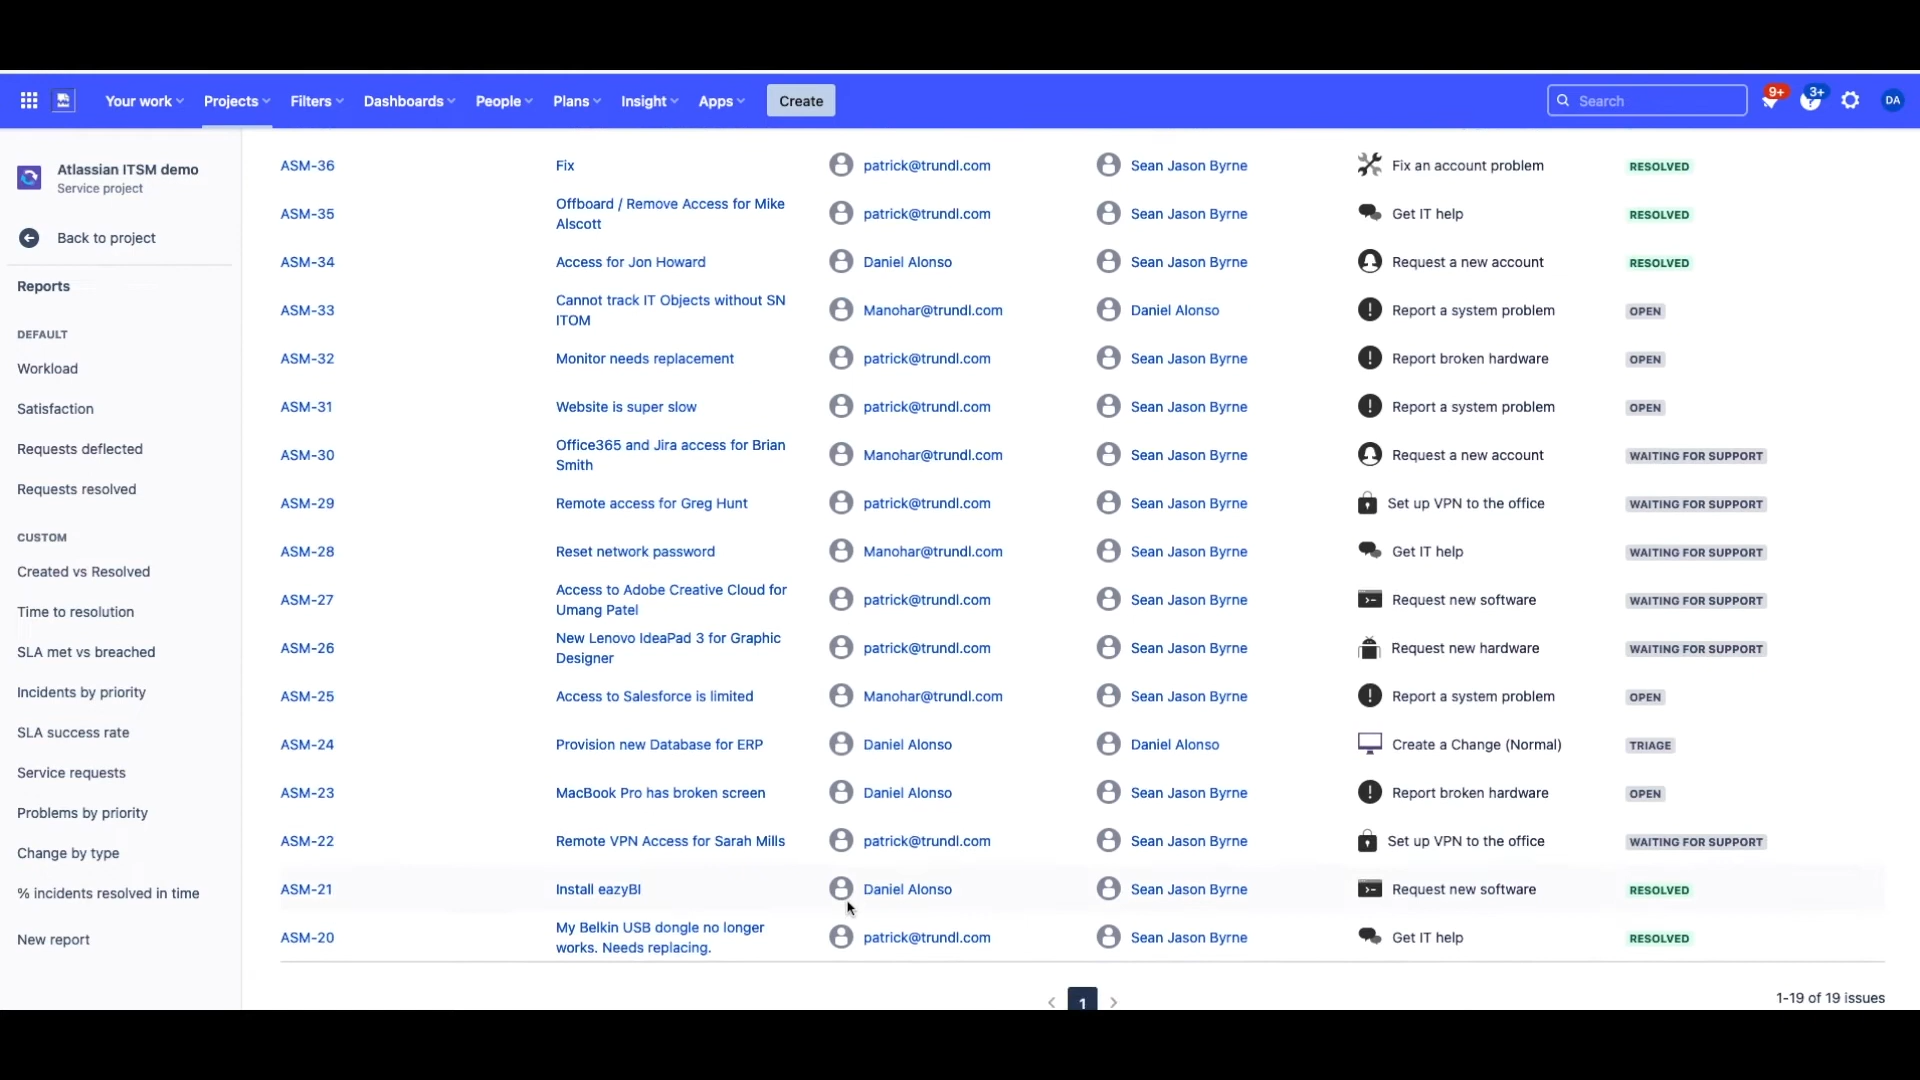 Your work
Projects
Filters
Dashboards
People
Plans
Insight
Apps
Create
Search
9+
3+
DA
Atlassian ITSM demo
Service project
Back to project
Reports
DEFAULT
Workload
Satisfaction
Requests deflected
Requests resolved
CUSTOM
Created vs Resolved
Time to resolution
SLA met vs breached
Incidents by priority
SLA success rate
Service requests
Problems by priority
Change by type
% incidents resolved in time
New report
ASM-36 Fix patrick@trundl.com Sean Jason Byrne Fix an account problem RESOLVED
ASM-35 Offboard / Remove Access for Mike
Alscott patrick@trundl.com Sean Jason Byrne Get IT help RESOLVED
ASM-34 Access for Jon Howard Daniel Alonso Sean Jason Byrne Request a new account RESOLVED
ASM-33 Cannot track IT Objects without SN
ITOM Manohar@trundl.com Daniel Alonso Report a system problem OPEN
ASM-32 Monitor needs replacement patrick@trundl.com Sean Jason Byrne Report broken hardware OPEN
ASM-31 Website is super slow patrick@trundl.com Sean Jason Byrne Report a system problem OPEN
ASM-30 Office365 and Jira access for Brian
Smith Manohar@trundl.com Sean Jason Byrne Request a new account WAITING FOR SUPPORT
ASM-29 Remote access for Greg Hunt patrick@trundl.com Sean Jason Byrne Set up VPN to the office WAITING FOR SUPPORT
ASM-28 Reset network password Manohar@trundl.com Sean Jason Byrne Get IT help WAITING FOR SUPPORT
ASM-27 Access to Adobe Creative Cloud for
Umang Patel patrick@trundl.com Sean Jason Byrne Request new software WAITING FOR SUPPORT
ASM-26 New Lenovo IdeaPad 3 for Graphic
Designer patrick@trundl.com Sean Jason Byrne Request new hardware WAITING FOR SUPPORT
ASM-25 Access to Salesforce is limited Manohar@trundl.com Sean Jason Byrne Report a system problem OPEN
ASM-24 Provision new Database for ERP Daniel Alonso Daniel Alonso Create a Change (Normal) TRIAGE
ASM-23 MacBook Pro has broken screen Daniel Alonso Sean Jason Byrne Report broken hardware OPEN
ASM-22 Remote VPN Access for Sarah Mills patrick@trundl.com Sean Jason Byrne Set up VPN to the office WAITING FOR SUPPORT
ASM-21 Install eazyBI Daniel Alonso Sean Jason Byrne Request new software RESOLVED
ASM-20 My Belkin USB dongle no longer
works. Needs replacing. patrick@trundl.com Sean Jason Byrne Get IT help RESOLVED
1
1-19 of 19 issues